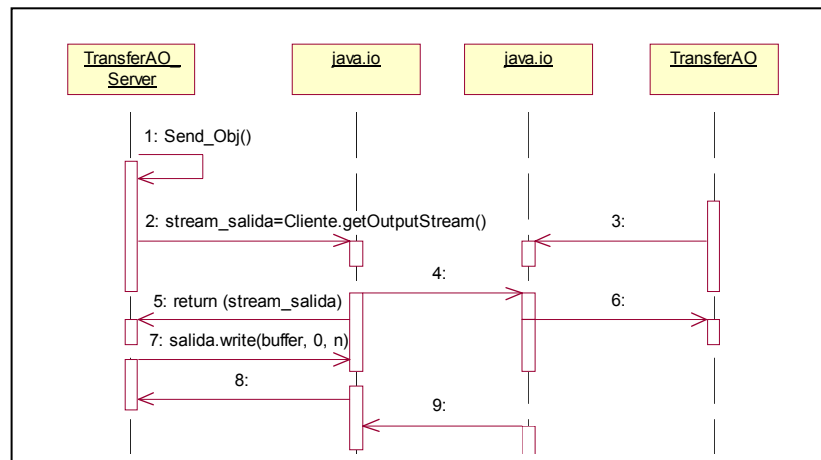 TransferAO_
Server
java.io
java.io
TransferAO
1: Send_Obj()
2: stream_salida=Cliente.getOutputStream()
3:
4:
5: return (stream_salida)
6:
7: salida.write(buffer, 0, n)
8:
9: